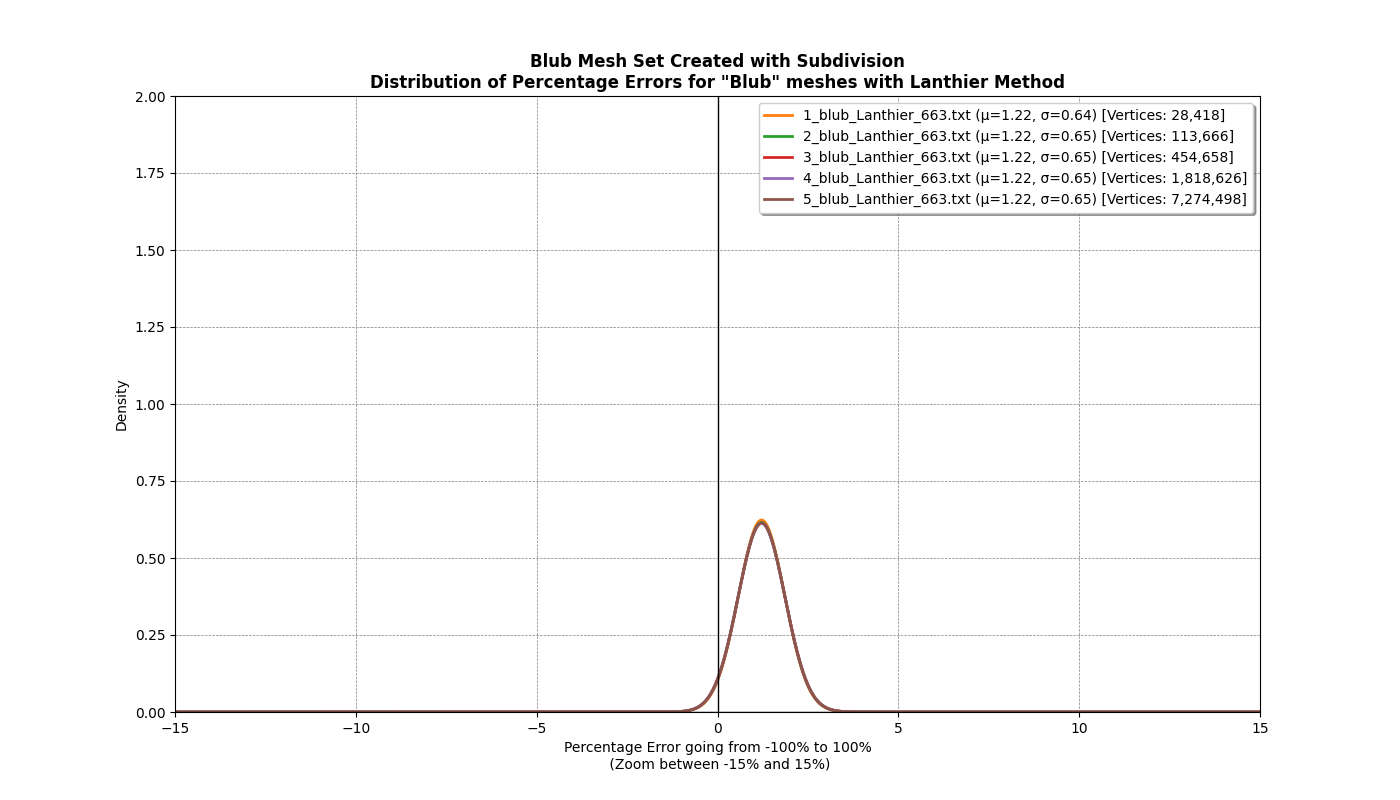 Blub Mesh Set Created with Subdivision
Distribution of Percentage Errors for "Blub" meshes with Lanthier Method
1_blub_Lanthier_663.txt (μ=1.22, σ=0.64) [Vertices: 28,418]
2_blub_Lanthier_663.txt (μ=1.22, σ=0.65) [Vertices: 113,666]
3_blub_Lanthier_663.txt (μ=1.22, σ=0.65) [Vertices: 454,658]
4_blub_Lanthier_663.txt (μ=1.22, σ=0.65) [Vertices: 1,818,626]
5_blub_Lanthier_663.txt (μ=1.22, σ=0.65) [Vertices: 7,274,498]
2.00
1.75
1.50
1.25
1.00
0.75
0.50
0.25
0.00
Density
−15 −10 −5 0 5 10 15
Percentage Error going from -100% to 100%
(Zoom between -15% and 15%)